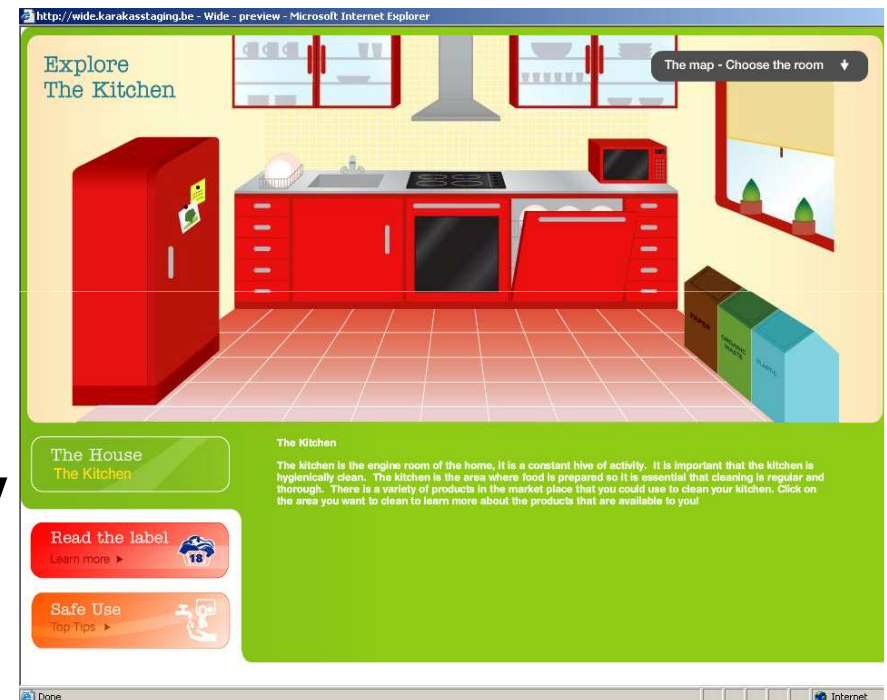 http://wide.karakasstaging.be - Wide - preview - Microsoft Internet Explorer
Explore
The Kitchen
The map - Choose the room
PAPER
ORGANIC
WASTE
PLASTIC
The House
The Kitchen
The Kitchen
The kitchen is the engine room of the home, it is a constant hive of activity. It is important that the kitchen is
hygienically clean. The kitchen is the area where food is prepared so it is essential that cleaning is regular and
thorough. There is a variety of products in the market place that you could use to clean your kitchen. Click on
the area you want to clean to learn more about the products that are available to you!
Read the label
Learn more
18
Safe Use
Top Tips
Done
Internet